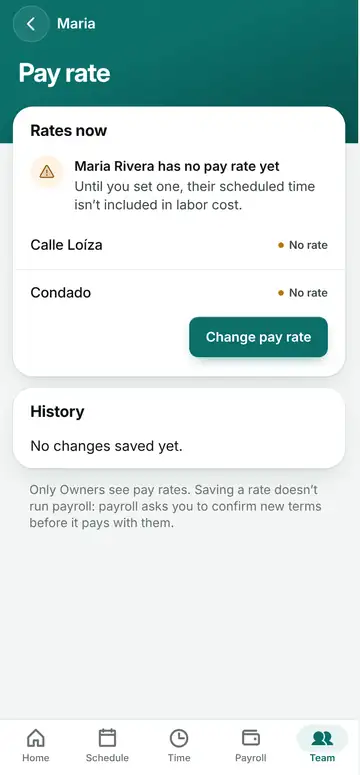 Maria
Pay rate
Rates now
Maria Rivera has no pay rate yet
Until you set one, their scheduled time
isn’t included in labor cost.
Calle Loíza
No rate
Condado
No rate
Change pay rate
History
No changes saved yet.
Only Owners see pay rates. Saving a rate doesn’t
run payroll: payroll asks you to confirm new terms
before it pays with them.
Home
Schedule
Time
Payroll
Team